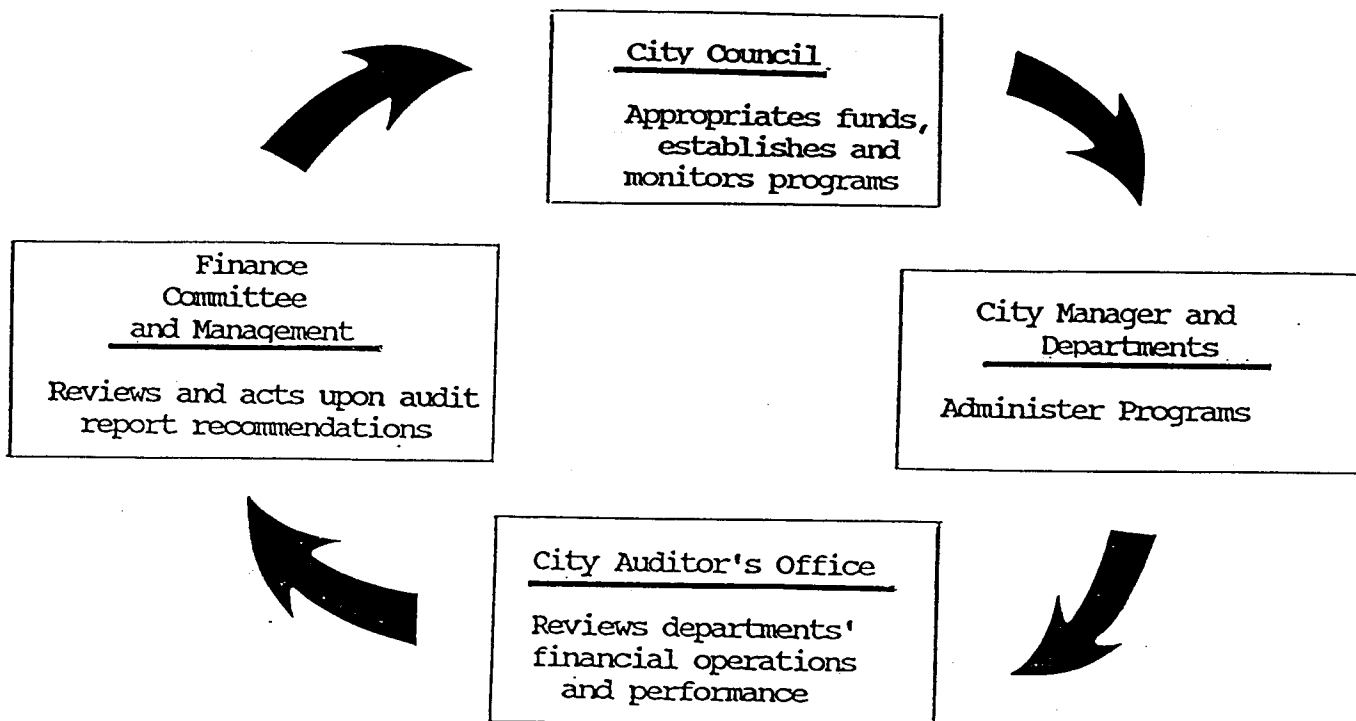 City Council
Appropriates funds,
establishes and
monitors programs
Finance
Committee
and Management
Reviews and acts upon audit
report recommendations
City Manager and
Departments
Administer Programs
City Auditor's Office
Reviews departments'
financial operations
and performance